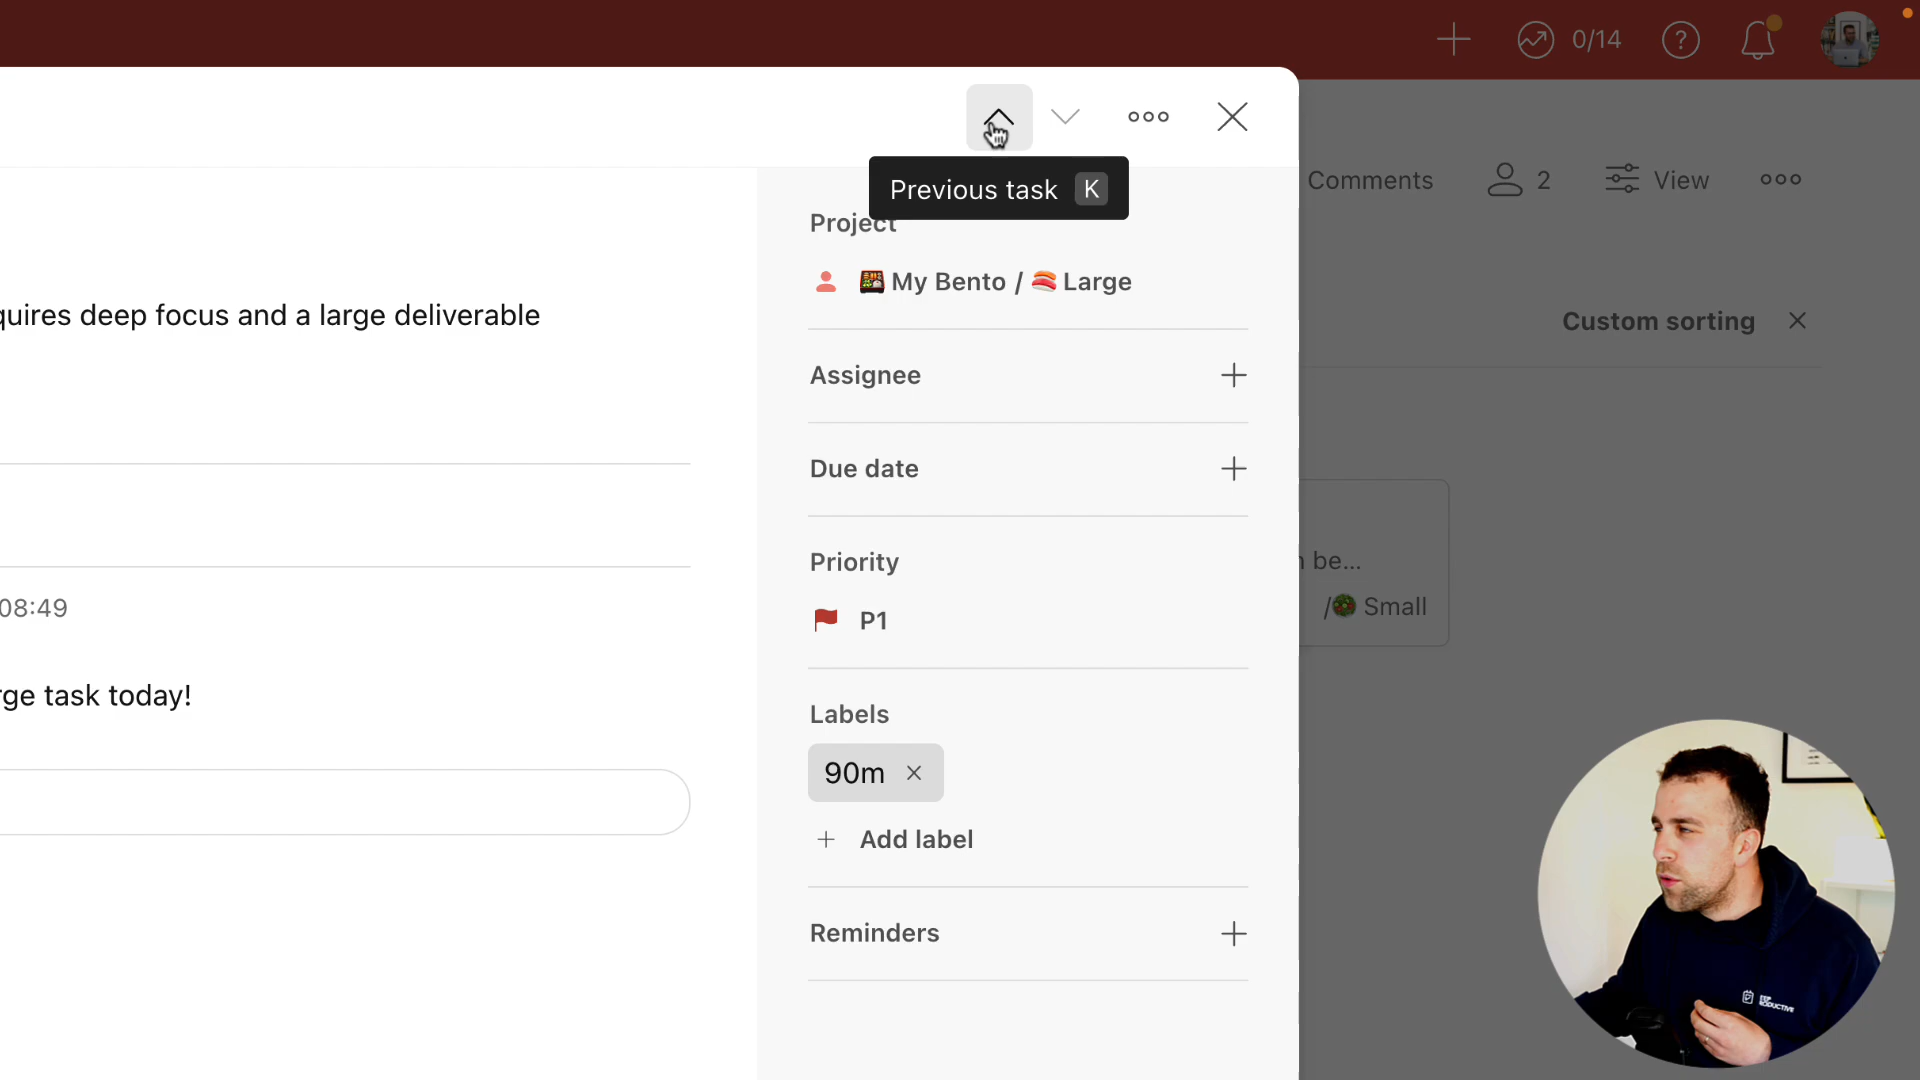 0/14
Previous task K
Comments
2
View
Project
My Bento / Large
quires deep focus and a large deliverable
Custom sorting
Assignee
Due date
Priority
n be...
/ Small
08:49
P1
rge task today!
Labels
90m
Add label
Reminders